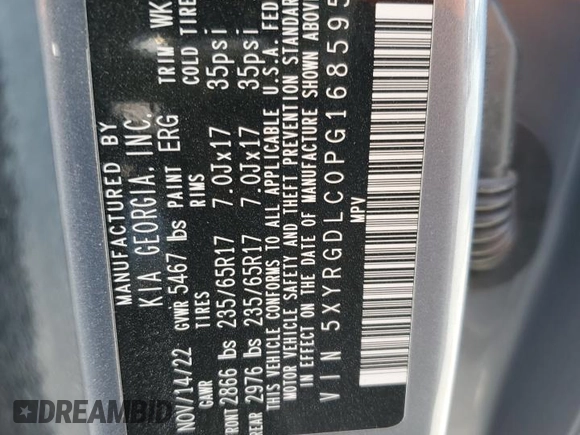 MANUFACTURED BY
KIA GEORGIA, INC.
NOV/14/22 GVWR 5467 lbs PAINT ERG TRIM WK
GAWR TIRES RIMS COLD TIRE
FRONT 2866 lbs 235/65R17 7.0Jx17 35psi
REAR 2976 lbs 235/65R17 7.0Jx17 35psi
THIS VEHICLE CONFORMS TO ALL APPLICABLE U.S.A. FED
MOTOR VEHICLE SAFETY AND THEFT PREVENTION STANDAR
IN EFFECT ON THE DATE OF MANUFACTURE SHOWN ABOVE
VIN 5XYRGDLC0PG168595
MPV
DREAMBID